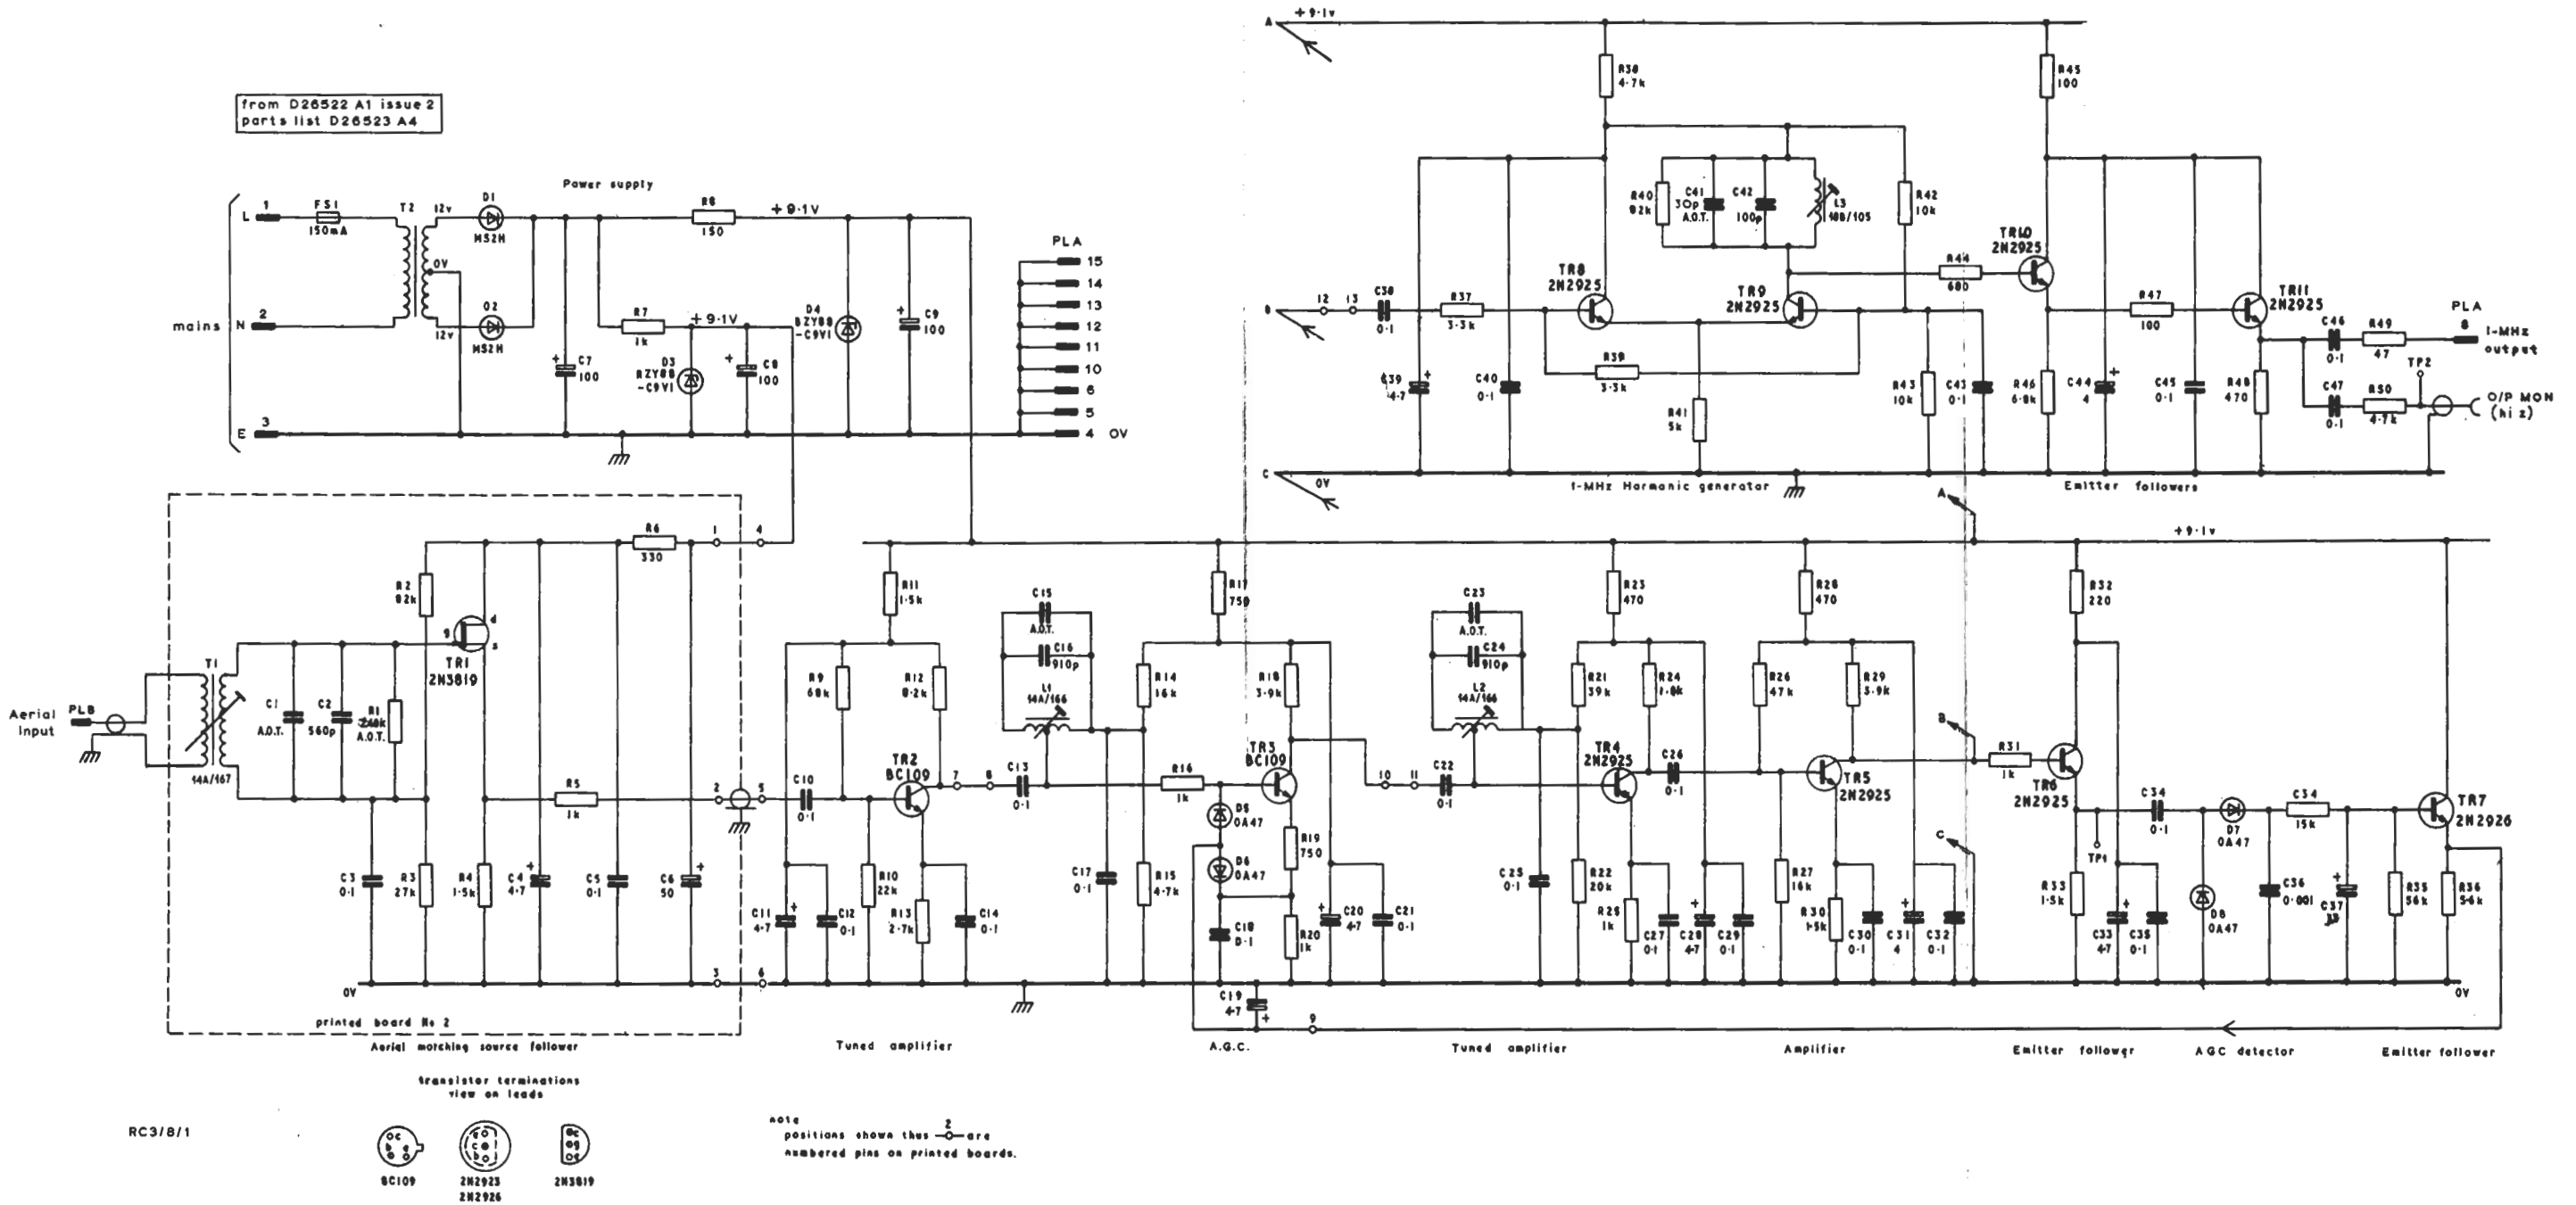 from D26522 A1 issue 2
parts list D26523 A4
Power supply
mains
L 1
N 2
E 3
FS1
150mA
T2
12v
0V
12v
D1
MS2H
D2
MS2H
C7
100
R8
150
+9·1V
R7
1k
+9·1V
D3
BZY88
-C9V1
C8
100
D4
BZY88
-C9V1
C9
100
PLA
15
14
13
12
11
10
6
5
4 0V
A +9·1v
B
C 0V
12 13
C38
0·1
R37
3·3k
R38
4·7k
C39
4·7
C40
0·1
TR8
2N2925
R39
3·3k
R41
5k
R40
82k
C41
30p
A.O.T.
C42
100p
L3
TR9
2N2925
R42
10k
R43
10k
C43
0·1
R44
680
TR10
2N2925
R45
100
R46
6·8k
C44
4
C45
0·1
R47
100
TR11
2N2925
R48
470
C46
0·1
R49
47
C47
0·1
R50
4·7k
TP2
PLA
8
1-MHz
output
O/P MON
(hi z)
1-MHz Harmonic generator
Emitter followers
Aerial
Input
PLB
T1
14A/167
C1
A.O.T.
C2
560p
R1
A.O.T.
R2
82k
g
d
s
TR1
2N3819
R6
330
1 4
R5
1k
2 5
C3
0·1
R3
27k
R4
1·5k
C4
4·7
C5
0·1
C6
50
3 6
0V
printed board No 2
Aerial matching source follower
C10
0·1
R9
68k
R11
1·5k
R12
8·2k
TR2
BC109
7 8
C11
4·7
C12
0·1
R10
22k
R13
2·7k
C14
0·1
Tuned amplifier
C15
A.O.T.
C16
910p
L1
14A/166
C13
0·1
C17
0·1
R14
16k
R15
4·7k
R16
1k
R17
750
R18
3·9k
TR3
BC109
D5
OA47
D6
OA47
R19
750
C18
0·1
R20
1k
C20
4·7
C21
0·1
C19
4·7
9
A.G.C.
10 11
C22
0·1
C23
A.O.T.
C24
910p
L2
14A/166
C25
0·1
R21
39k
R22
20k
R23
470
R24
1·8k
TR4
2N2925
C26
0·1
R25
1k
C27
0·1
C28
4·7
C29
0·1
Tuned amplifier
R26
47k
R27
16k
R28
470
R29
3·9k
TR5
2N2925
R30
1·5k
C30
0·1
C31
4
C32
0·1
Amplifier
A
B
C
+9·1v
R31
1k
R32
220
TR6
2N2925
R33
1·5k
TP1
C33
4·7
C35
0·1
C34
0·1
Emitter follower
D7
OA47
D8
OA47
C34
15k
C36
0·001
C37
R35
56k
R36
5·6k
TR7
2N2926
0V
AGC detector
Emitter follower
transistor terminations
view on leads
RC3/8/1
c
b
e
BC109
e
c
b
2N2923
2N2926
2N3819
note
positions shown thus 2 are
numbered pins on printed boards.